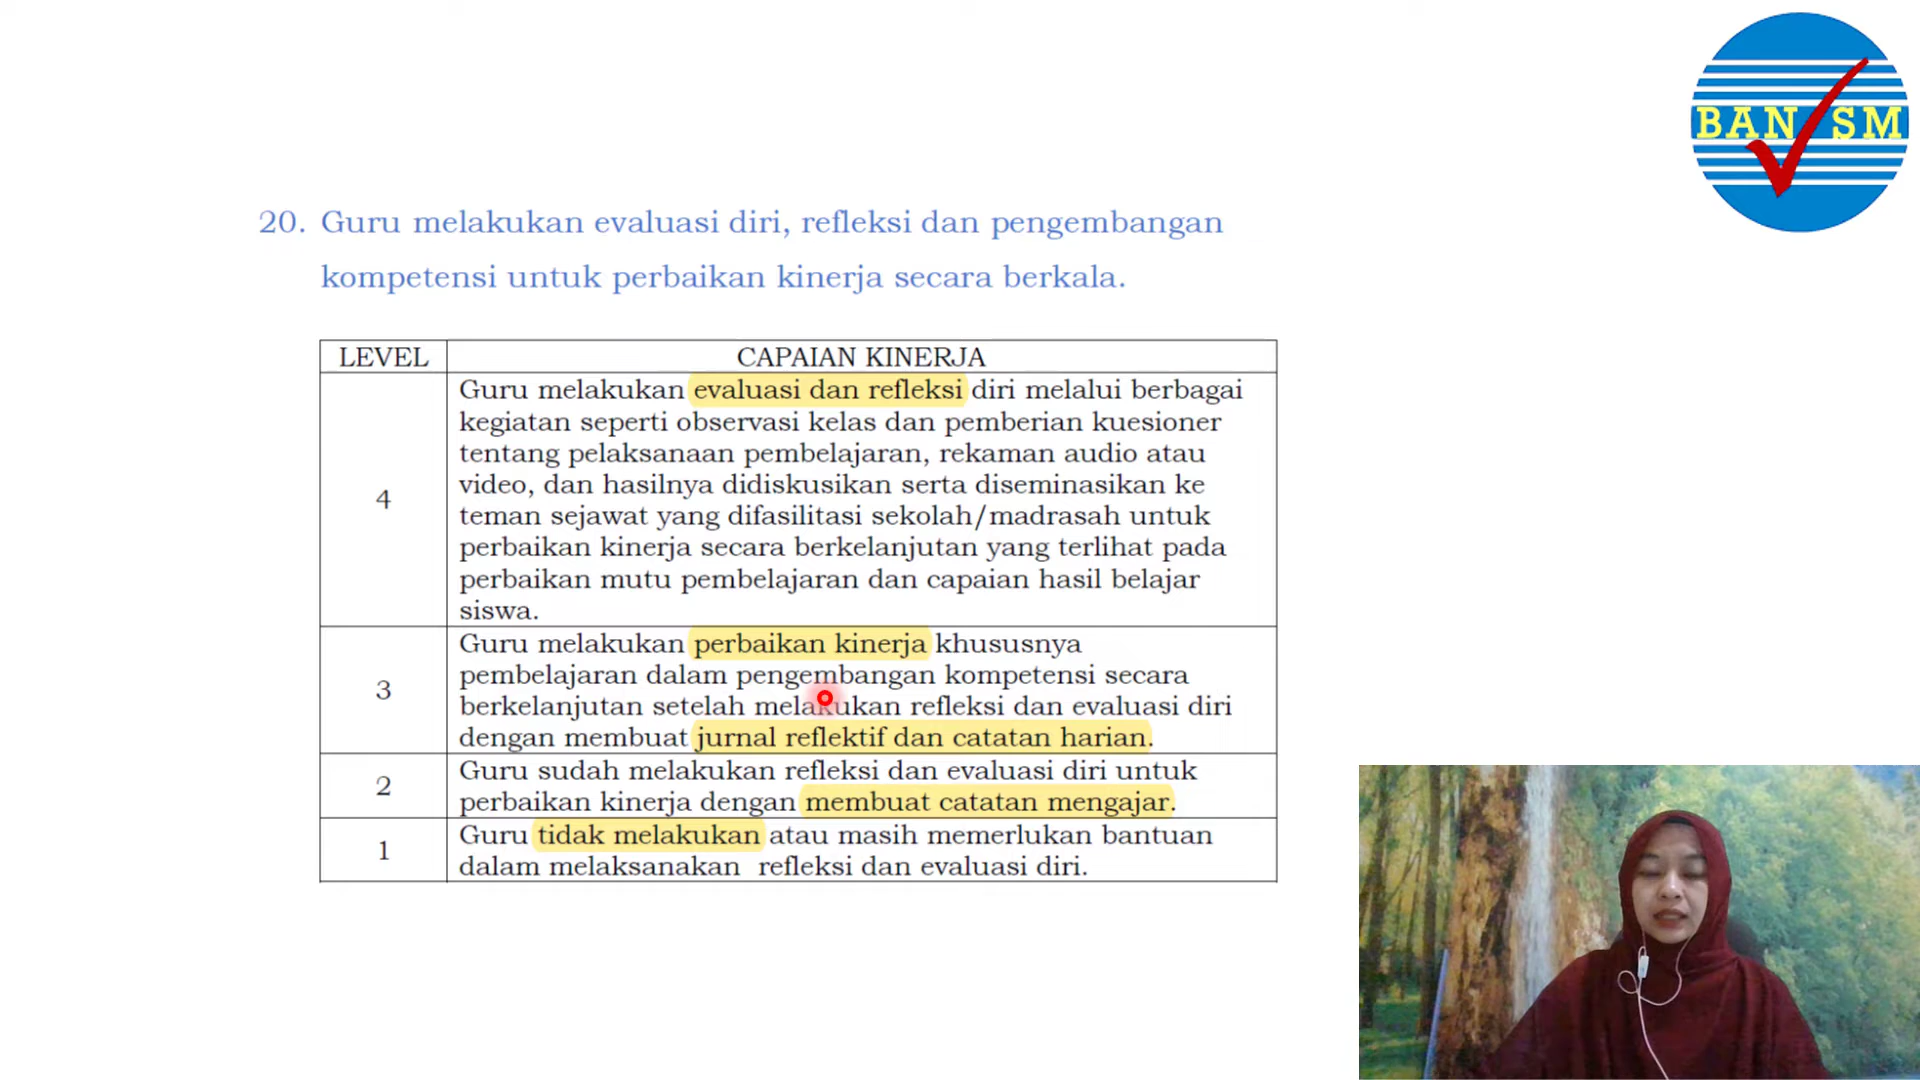 BAN SM
20. Guru melakukan evaluasi diri, refleksi dan pengembangan
kompetensi untuk perbaikan kinerja secara berkala.
LEVEL CAPAIAN KINERJA
4
Guru melakukan evaluasi dan refleksi diri melalui berbagai
kegiatan seperti observasi kelas dan pemberian kuesioner
tentang pelaksanaan pembelajaran, rekaman audio atau
video, dan hasilnya didiskusikan serta diseminasikan ke
teman sejawat yang difasilitasi sekolah/madrasah untuk
perbaikan kinerja secara berkelanjutan yang terlihat pada
perbaikan mutu pembelajaran dan capaian hasil belajar
siswa.
3
Guru melakukan perbaikan kinerja khususnya
pembelajaran dalam pengembangan kompetensi secara
berkelanjutan setelah melakukan refleksi dan evaluasi diri
dengan membuat jurnal reflektif dan catatan harian.
2
Guru sudah melakukan refleksi dan evaluasi diri untuk
perbaikan kinerja dengan membuat catatan mengajar.
1
Guru tidak melakukan atau masih memerlukan bantuan
dalam melaksanakan refleksi dan evaluasi diri.